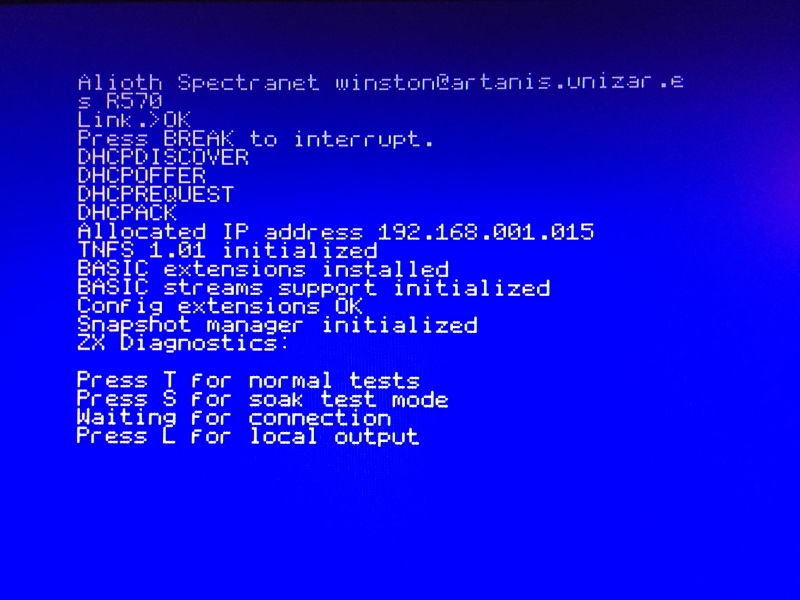 Alioth Spectranet winston@artanis.unizar.e
s R570
Link.>OK
Press BREAK to interrupt.
DHCPDISCOVER
DHCPOFFER
DHCPREQUEST
DHCPACK
Allocated IP address 192.168.001.015
TNFS 1.01 initialized
BASIC extensions installed
BASIC streams support initialized
Config extensions OK
Snapshot manager initialized
ZX Diagnostics:
Press T for normal tests
Press S for soak test mode
Waiting for connection
Press L for local output